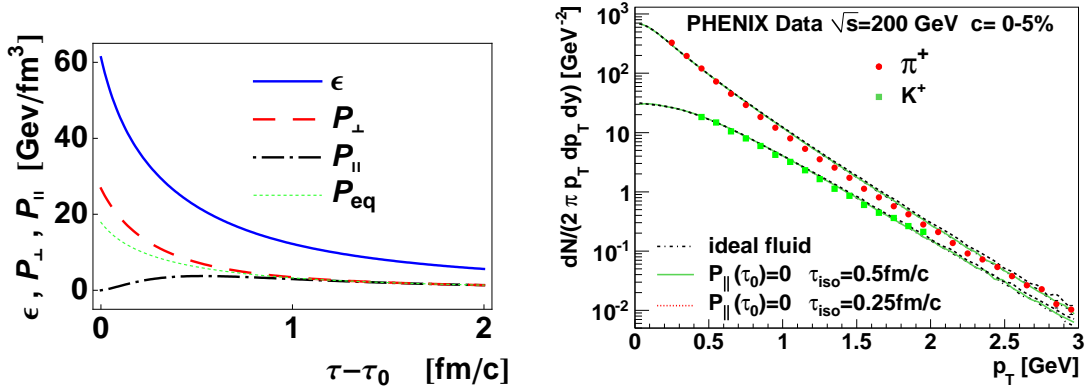 ϵ , P⊥ , P∥ [Gev/fm³]
60
40
20
0
ϵ
P⊥
P∥
Peq
0
1
2
τ−τ₀ [fm/c]
dN/(2 π pT dpT dy) [GeV⁻²]
10³
10²
10
1
10⁻¹
10⁻²
PHENIX Data √s=200 GeV c= 0-5%
π⁺
K⁺
ideal fluid
P∥(τ₀)=0 τiso=0.5fm/c
P∥(τ₀)=0 τiso=0.25fm/c
0 0.5 1 1.5 2 2.5 3
pT [GeV]